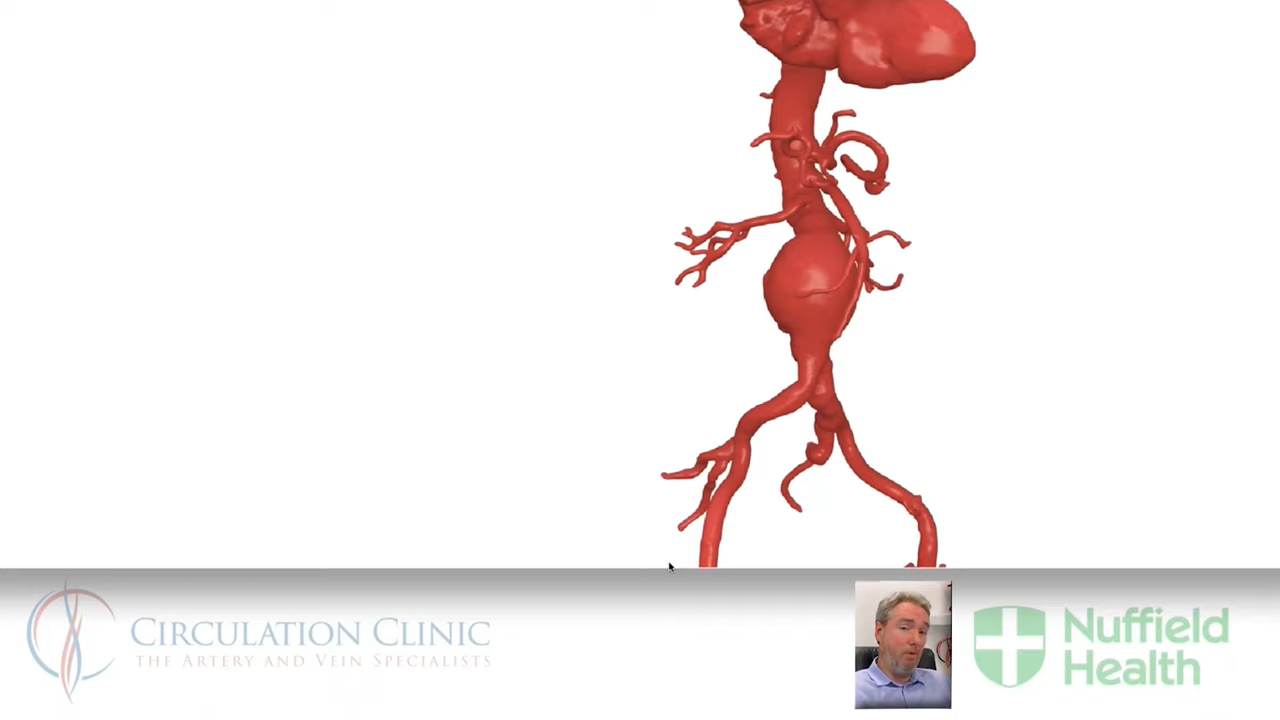 CIRCULATION CLINIC
THE ARTERY AND VEIN SPECIALISTS
Nuffield
Health